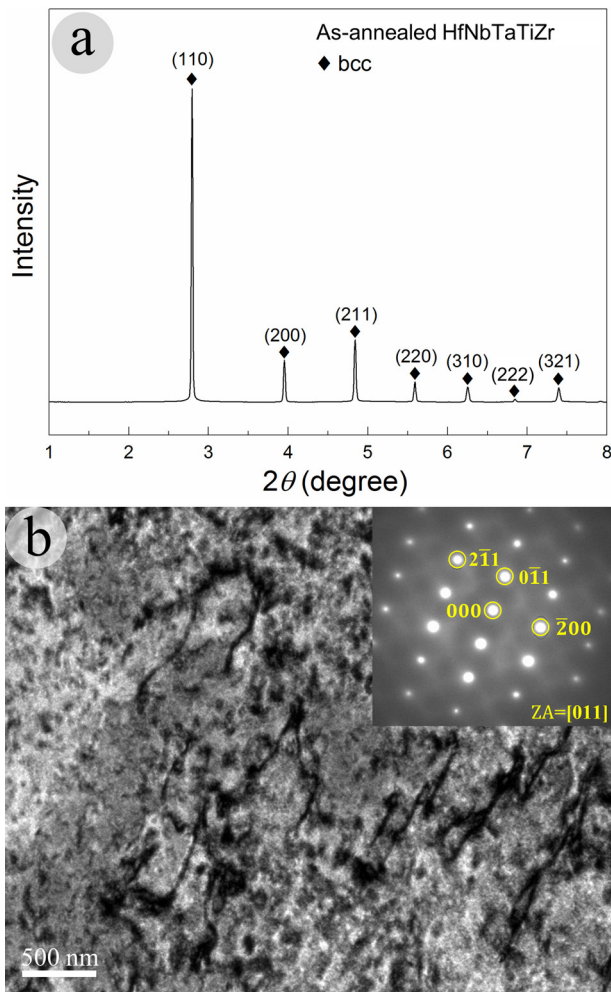 a
As-annealed HfNbTaTiZr
♦ bcc
(110)
(200)
(211)
(220)
(310)
(222)
(321)
Intensity
1 2 3 4 5 6 7 8
2θ (degree)
b
21̄1
01̄1
000
2̄00
ZA=[011]
500 nm